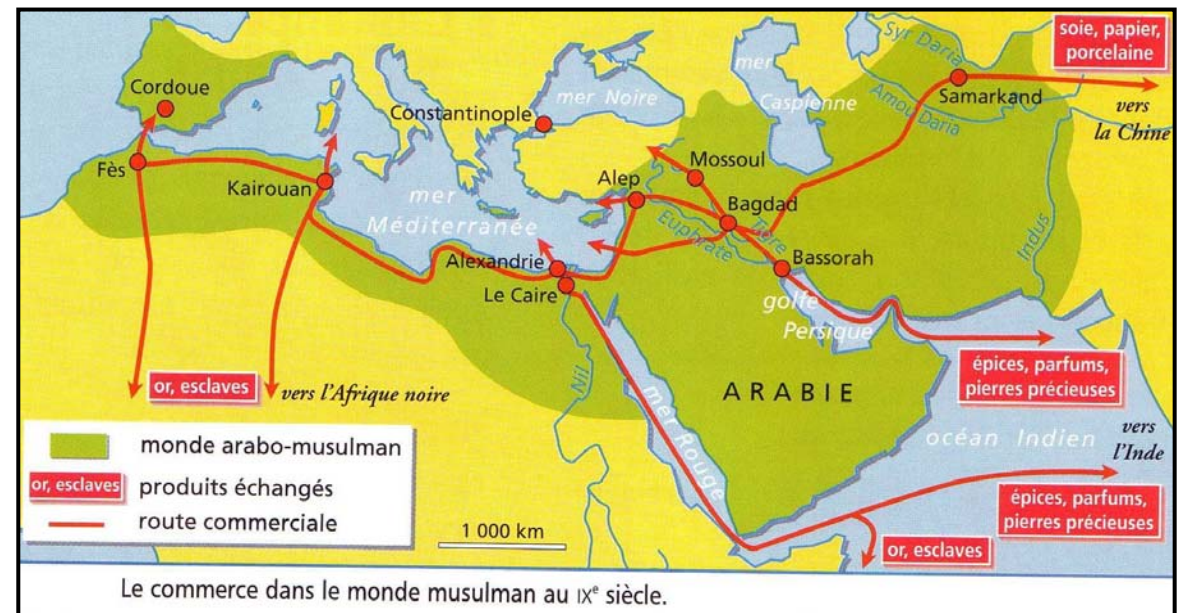 soie, papier,
porcelaine
vers
la Chine
Syr Daria
Amou Daria
Samarkand
mer
Caspienne
mer Noire
Constantinople
Cordoue
Fès
Kairouan
mer
Méditerranée
Mossoul
Alep
Bagdad
Tigre
Euphrate
Bassorah
Indus
Alexandrie
Le Caire
golfe
Persique
épices, parfums,
pierres précieuses
ARABIE
mer Rouge
Nil
or, esclaves
vers l'Afrique noire
océan Indien
vers
l'Inde
épices, parfums,
pierres précieuses
or, esclaves
monde arabo-musulman
or, esclaves
produits échangés
route commerciale
1 000 km
Le commerce dans le monde musulman au IXe siècle.